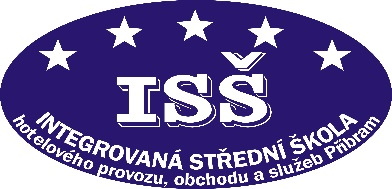 ISŠ
INTEGROVANÁ STŘEDNÍ ŠKOLA
hotelového provozu, obchodu a služeb Příbram